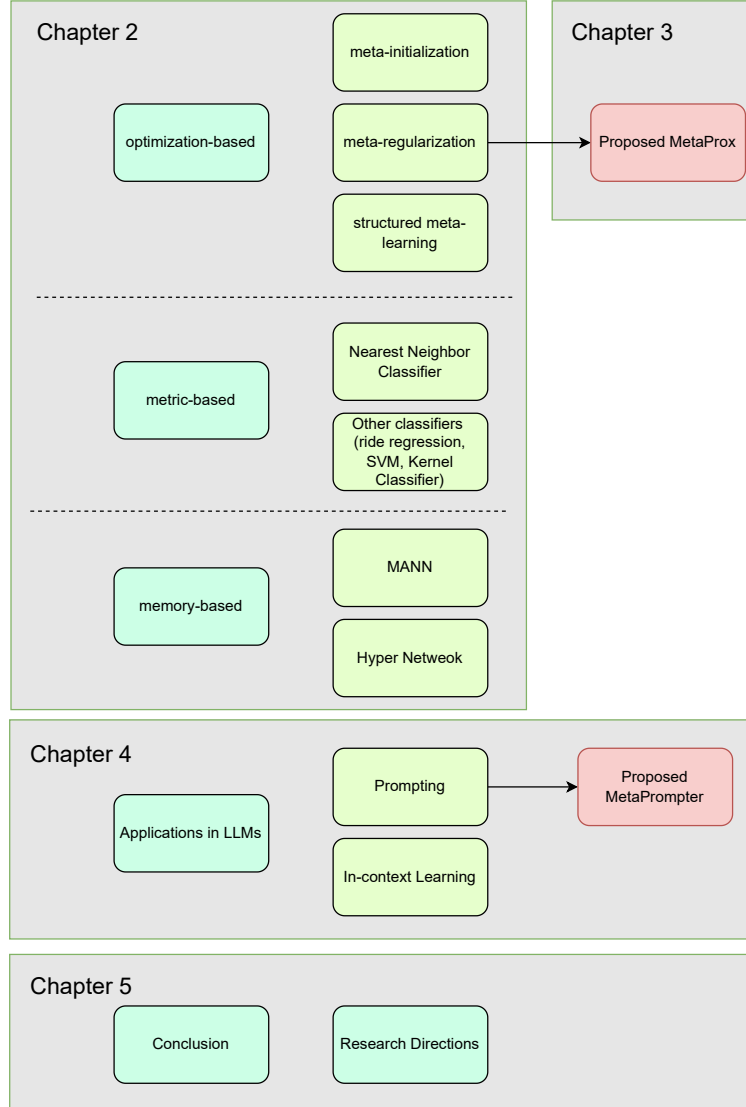 Chapter 2
meta-initialization
optimization-based
meta-regularization
structured meta-
learning
Chapter 3
Proposed MetaProx
metric-based
Nearest Neighbor
Classifier
Other classifiers
(ride regression,
SVM, Kernel
Classifier)
memory-based
MANN
Hyper Netweok
Chapter 4
Applications in LLMs
Prompting
In-context Learning
Proposed
MetaPrompter
Chapter 5
Conclusion
Research Directions